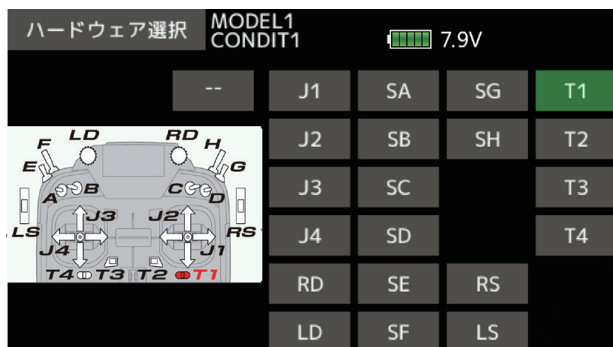 ハードウェア選択 MODEL1
CONDIT1 7.9V
-- J1 SA SG T1
J2 SB SH T2
J3 SC T3
J4 SD T4
RD SE RS
LD SF LS
F LD RD H
E G
A B C D
J3 J2
LS J4 J1 RS
T4 T3 T2 T1